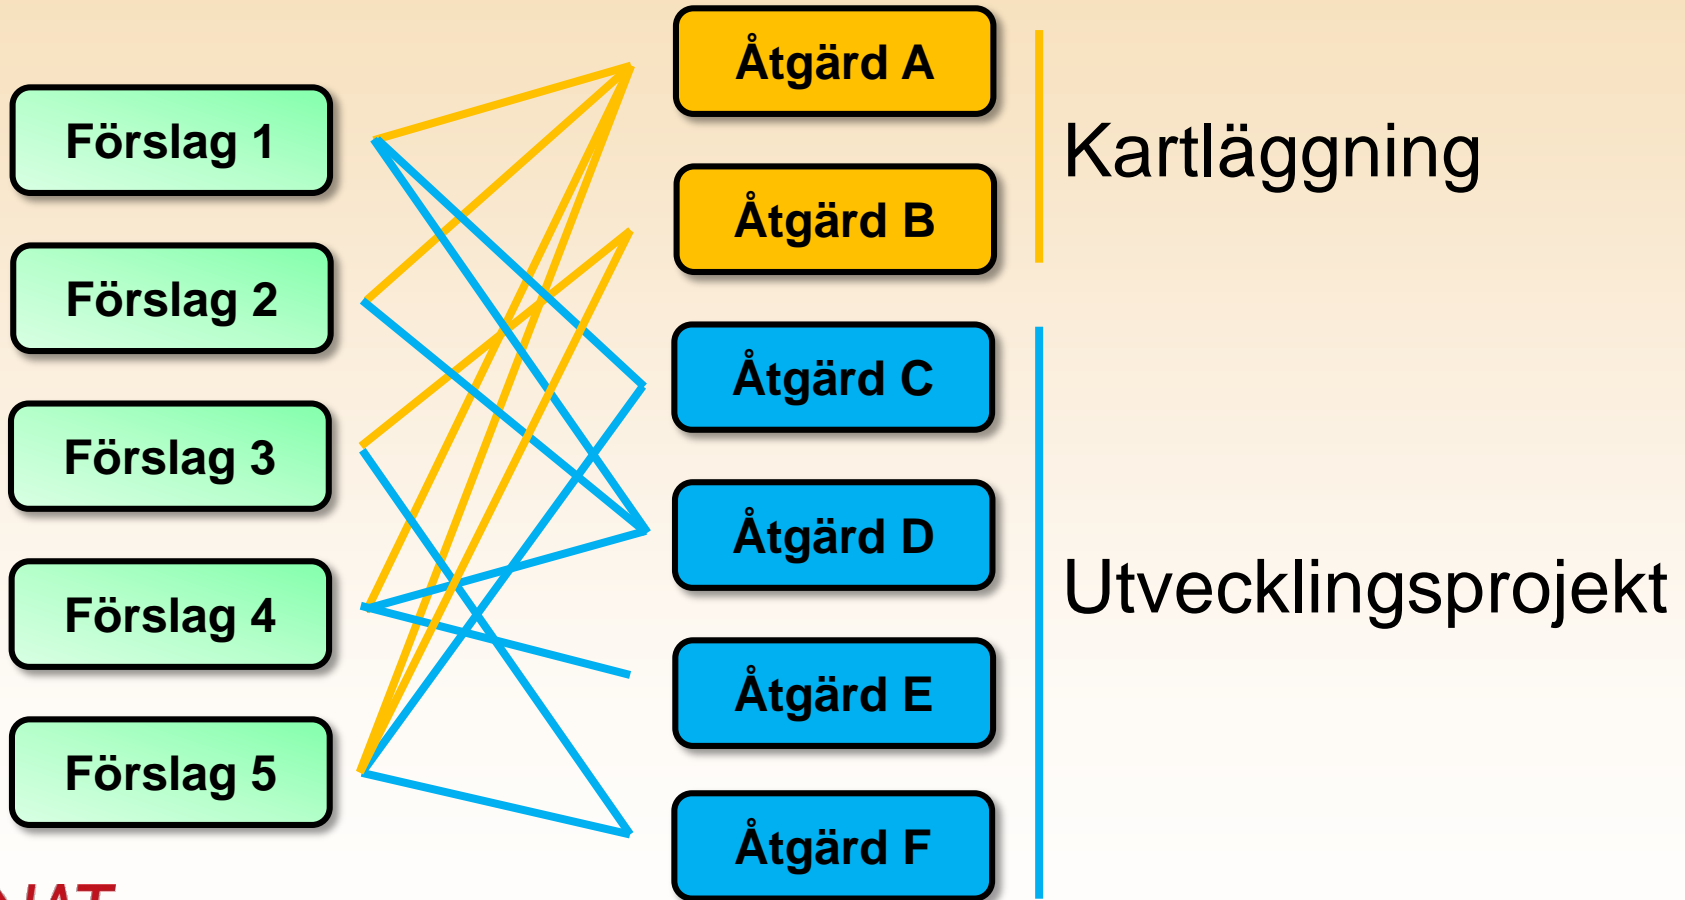 Förslag 1
Förslag 2
Förslag 3
Förslag 4
Förslag 5
Åtgärd A
Åtgärd B
Åtgärd C
Åtgärd D
Åtgärd E
Åtgärd F
Kartläggning
Utvecklingsprojekt